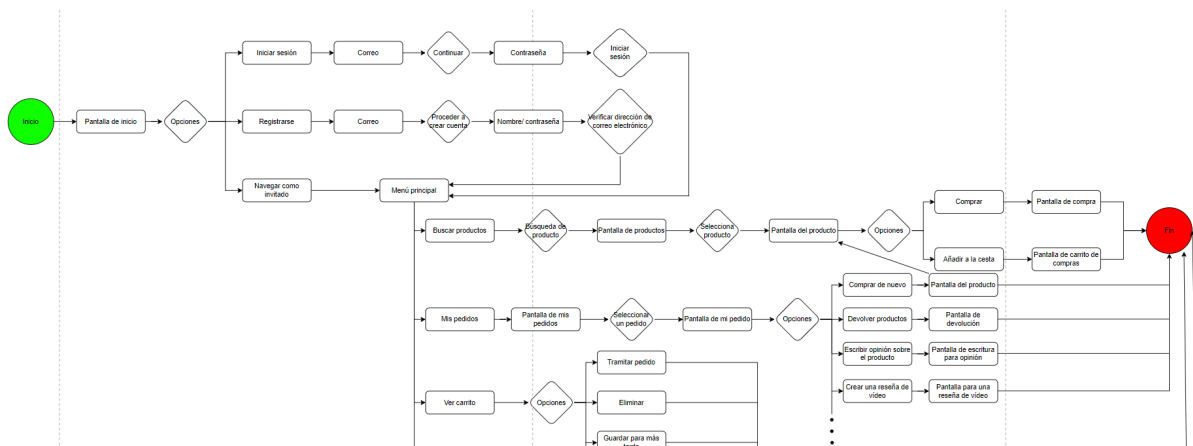 Iniciar sesión
Correo
Continuar
Contraseña
Iniciar
sesión
Inicio
Pantalla de inicio
Opciones
Registrarse
Correo
Proceder a
crear cuenta
Nombre/ contraseña
Verificar dirección de
correo electrónico
Navegar como
invitado
Menú principal
Comprar
Pantalla de compra
Buscar productos
Búsqueda de
producto
Pantalla de productos
Selecciona
producto
Pantalla del producto
Opciones
Fin
Añadir a la cesta
Pantalla de carrito de
compras
Comprar de nuevo
Pantalla del producto
Mis pedidos
Pantalla de mis
pedidos
Seleccionar
un pedido
Pantalla de mi pedido
Opciones
Devolver productos
Pantalla de
devolución
Escribir opinión sobre
el producto
Pantalla de escritura
para opinión
Tramitar pedido
Crear una reseña de
vídeo
Pantalla para una
reseña de vídeo
Ver carrito
Opciones
Eliminar
Guardar para más
tarde